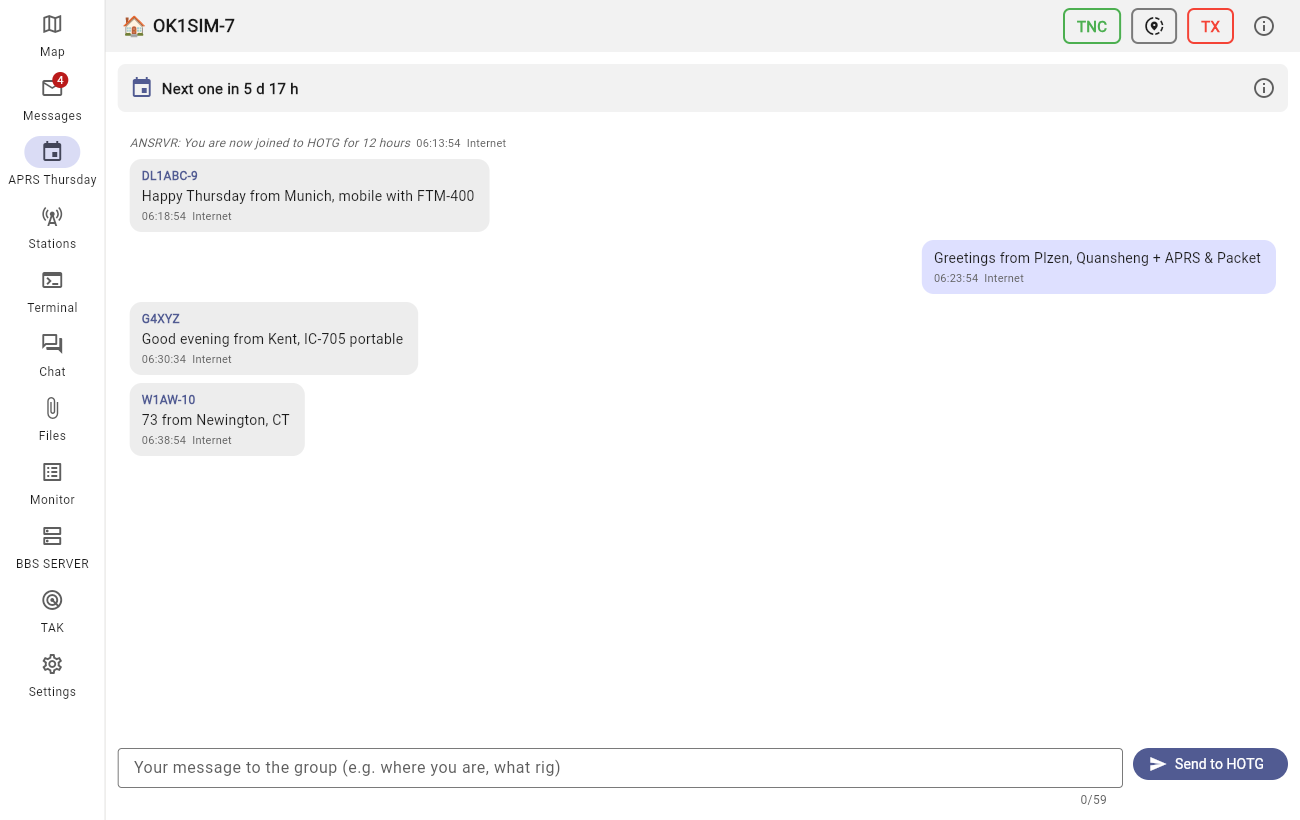 Map
4
Messages
APRS Thursday
Stations
Terminal
Chat
Files
Monitor
BBS SERVER
TAK
Settings
OK1SIM-7
TNC
TX
Next one in 5 d 17 h
ANSRVR: You are now joined to HOTG for 12 hours 06:13:54 Internet
DL1ABC-9
Happy Thursday from Munich, mobile with FTM-400
06:18:54 Internet
Greetings from Plzen, Quansheng + APRS & Packet
06:23:54 Internet
G4XYZ
Good evening from Kent, IC-705 portable
06:30:34 Internet
W1AW-10
73 from Newington, CT
06:38:54 Internet
Your message to the group (e.g. where you are, what rig)
Send to HOTG
0/59